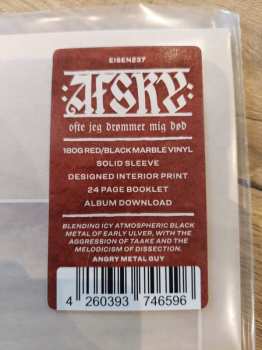 EISEN237
:AFSKY:
ofte jeg drømmer mig død
180G RED/BLACK MARBLE VINYL
SOLID SLEEVE
DESIGNED INTERIOR PRINT
24 PAGE BOOKLET
ALBUM DOWNLOAD
BLENDING ICY ATMOSPHERIC BLACK
METAL OF EARLY ULVER, WITH THE
AGGRESSION OF TAAKE AND THE
MELODICISM OF DISSECTION.
ANGRY METAL GUY
4 260393 746596